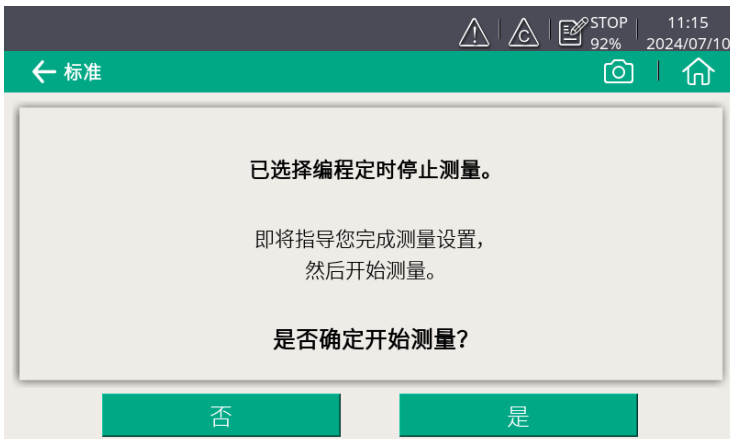 STOP
92%
11:15
2024/07/10
C
标准
已选择编程定时停止测量。
即将指导您完成测量设置，
然后开始测量。
是否确定开始测量？
否
是